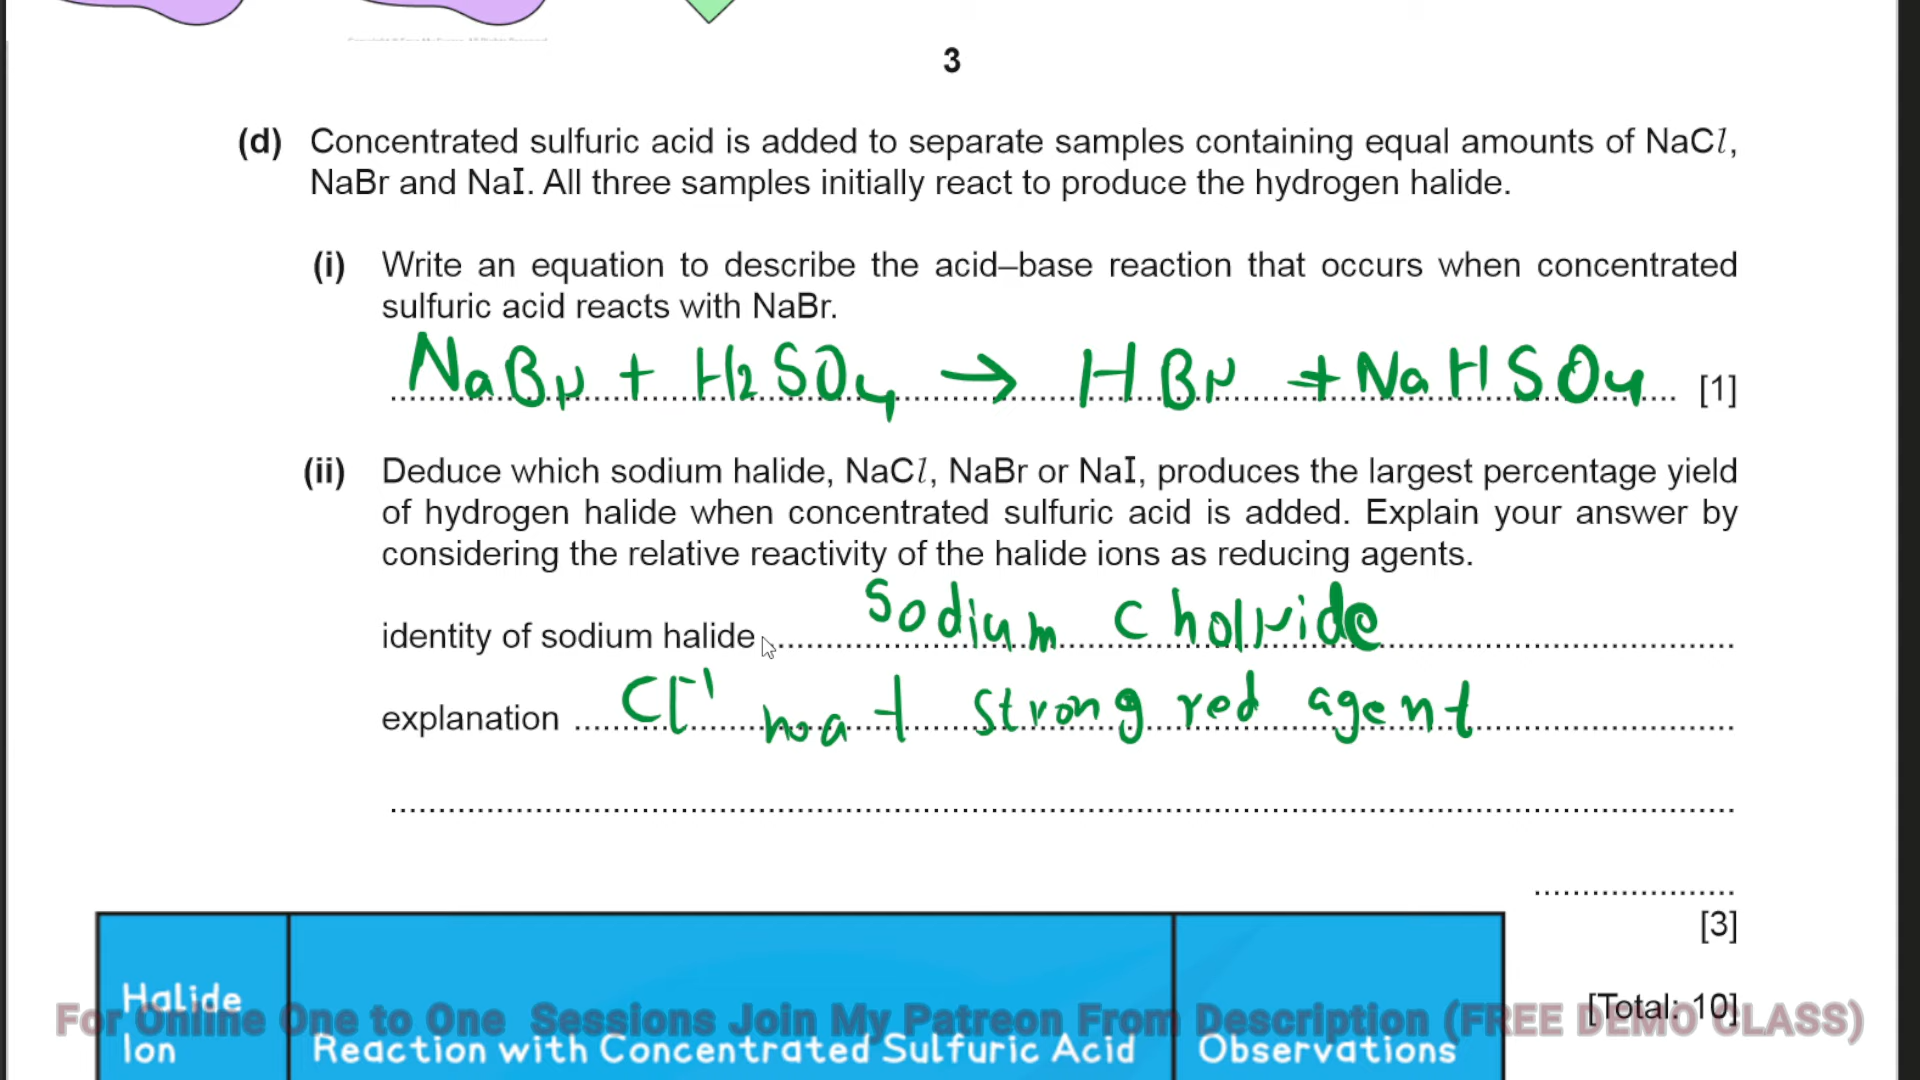 3
(d) Concentrated sulfuric acid is added to separate samples containing equal amounts of NaCl,
NaBr and NaI. All three samples initially react to produce the hydrogen halide.
(i) Write an equation to describe the acid–base reaction that occurs when concentrated
sulfuric acid reacts with NaBr.
NaBr + H2SO4 → HBr + NaHSO4 [1]
(ii) Deduce which sodium halide, NaCl, NaBr or NaI, produces the largest percentage yield
of hydrogen halide when concentrated sulfuric acid is added. Explain your answer by
considering the relative reactivity of the halide ions as reducing agents.
identity of sodium halide Sodium Cholride
explanation Cl-1 strong red agent
[3]
[Total: 10]
Halide
Ion
Reaction with Concentrated Sulfuric Acid
Observations
For Online One to One Sessions Join My Patreon From Description (FREE DEMO CLASS)